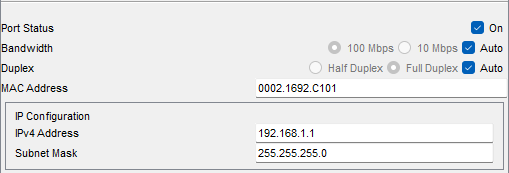 Port Status On
Bandwidth 100 Mbps 10 Mbps Auto
Duplex Half Duplex Full Duplex Auto
MAC Address 0002.1692.C101
IP Configuration
IPv4 Address 192.168.1.1
Subnet Mask 255.255.255.0